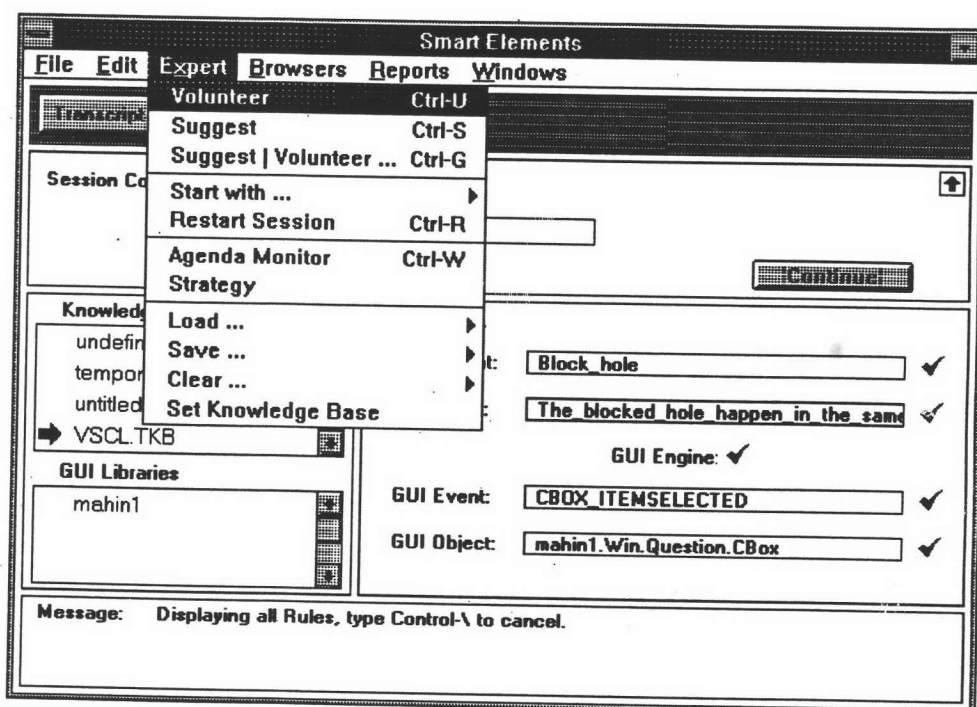 Smart Elements
File Edit Expert Browsers Reports Windows
Transcript
Volunteer Ctrl-U
Suggest Ctrl-S
Suggest | Volunteer ... Ctrl-G
Start with ...
Restart Session Ctrl-R
Agenda Monitor Ctrl-W
Strategy
Load ...
Save ...
Clear ...
Set Knowledge Base
Session Co
!Continue!
Knowled
undefin
tempor
untitled
VSCL.TKB
GUI Libraries
mahin1
Block_hole
The_blocked_hole_happen_in_the_same
GUI Engine:
GUI Event: CBOX_ITEMSELECTED
GUI Object: mahin1.Win.Question.CBox
Message: Displaying all Rules, type Control-\ to cancel.